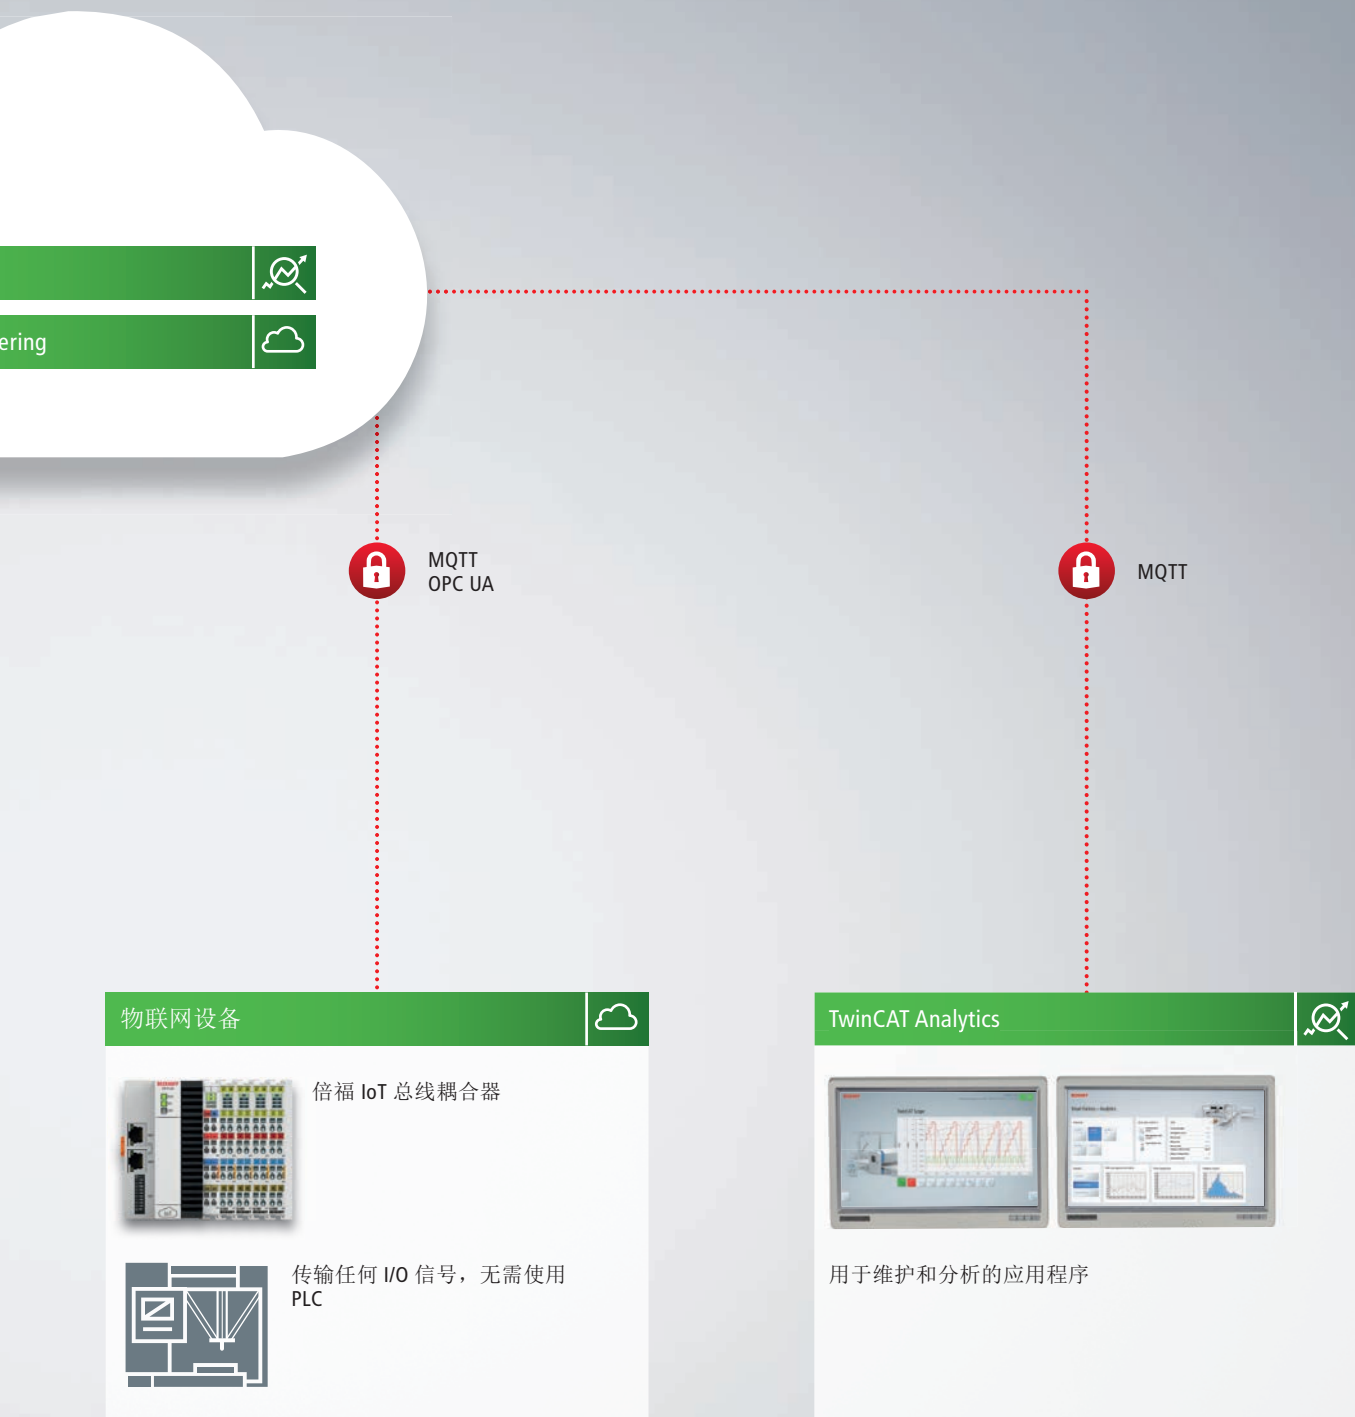 ering
MQTT
OPC UA
MQTT
物联网设备
倍福 IoT 总线耦合器
传输任何 I/O 信号，无需使用
PLC
TwinCAT Analytics
用于维护和分析的应用程序